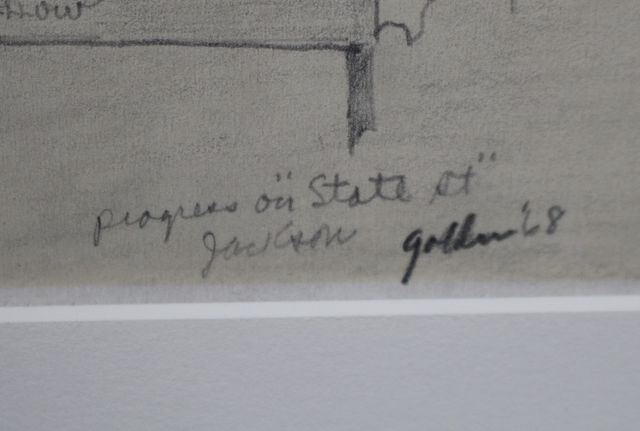 progress on "State St"
Jackson golden '68